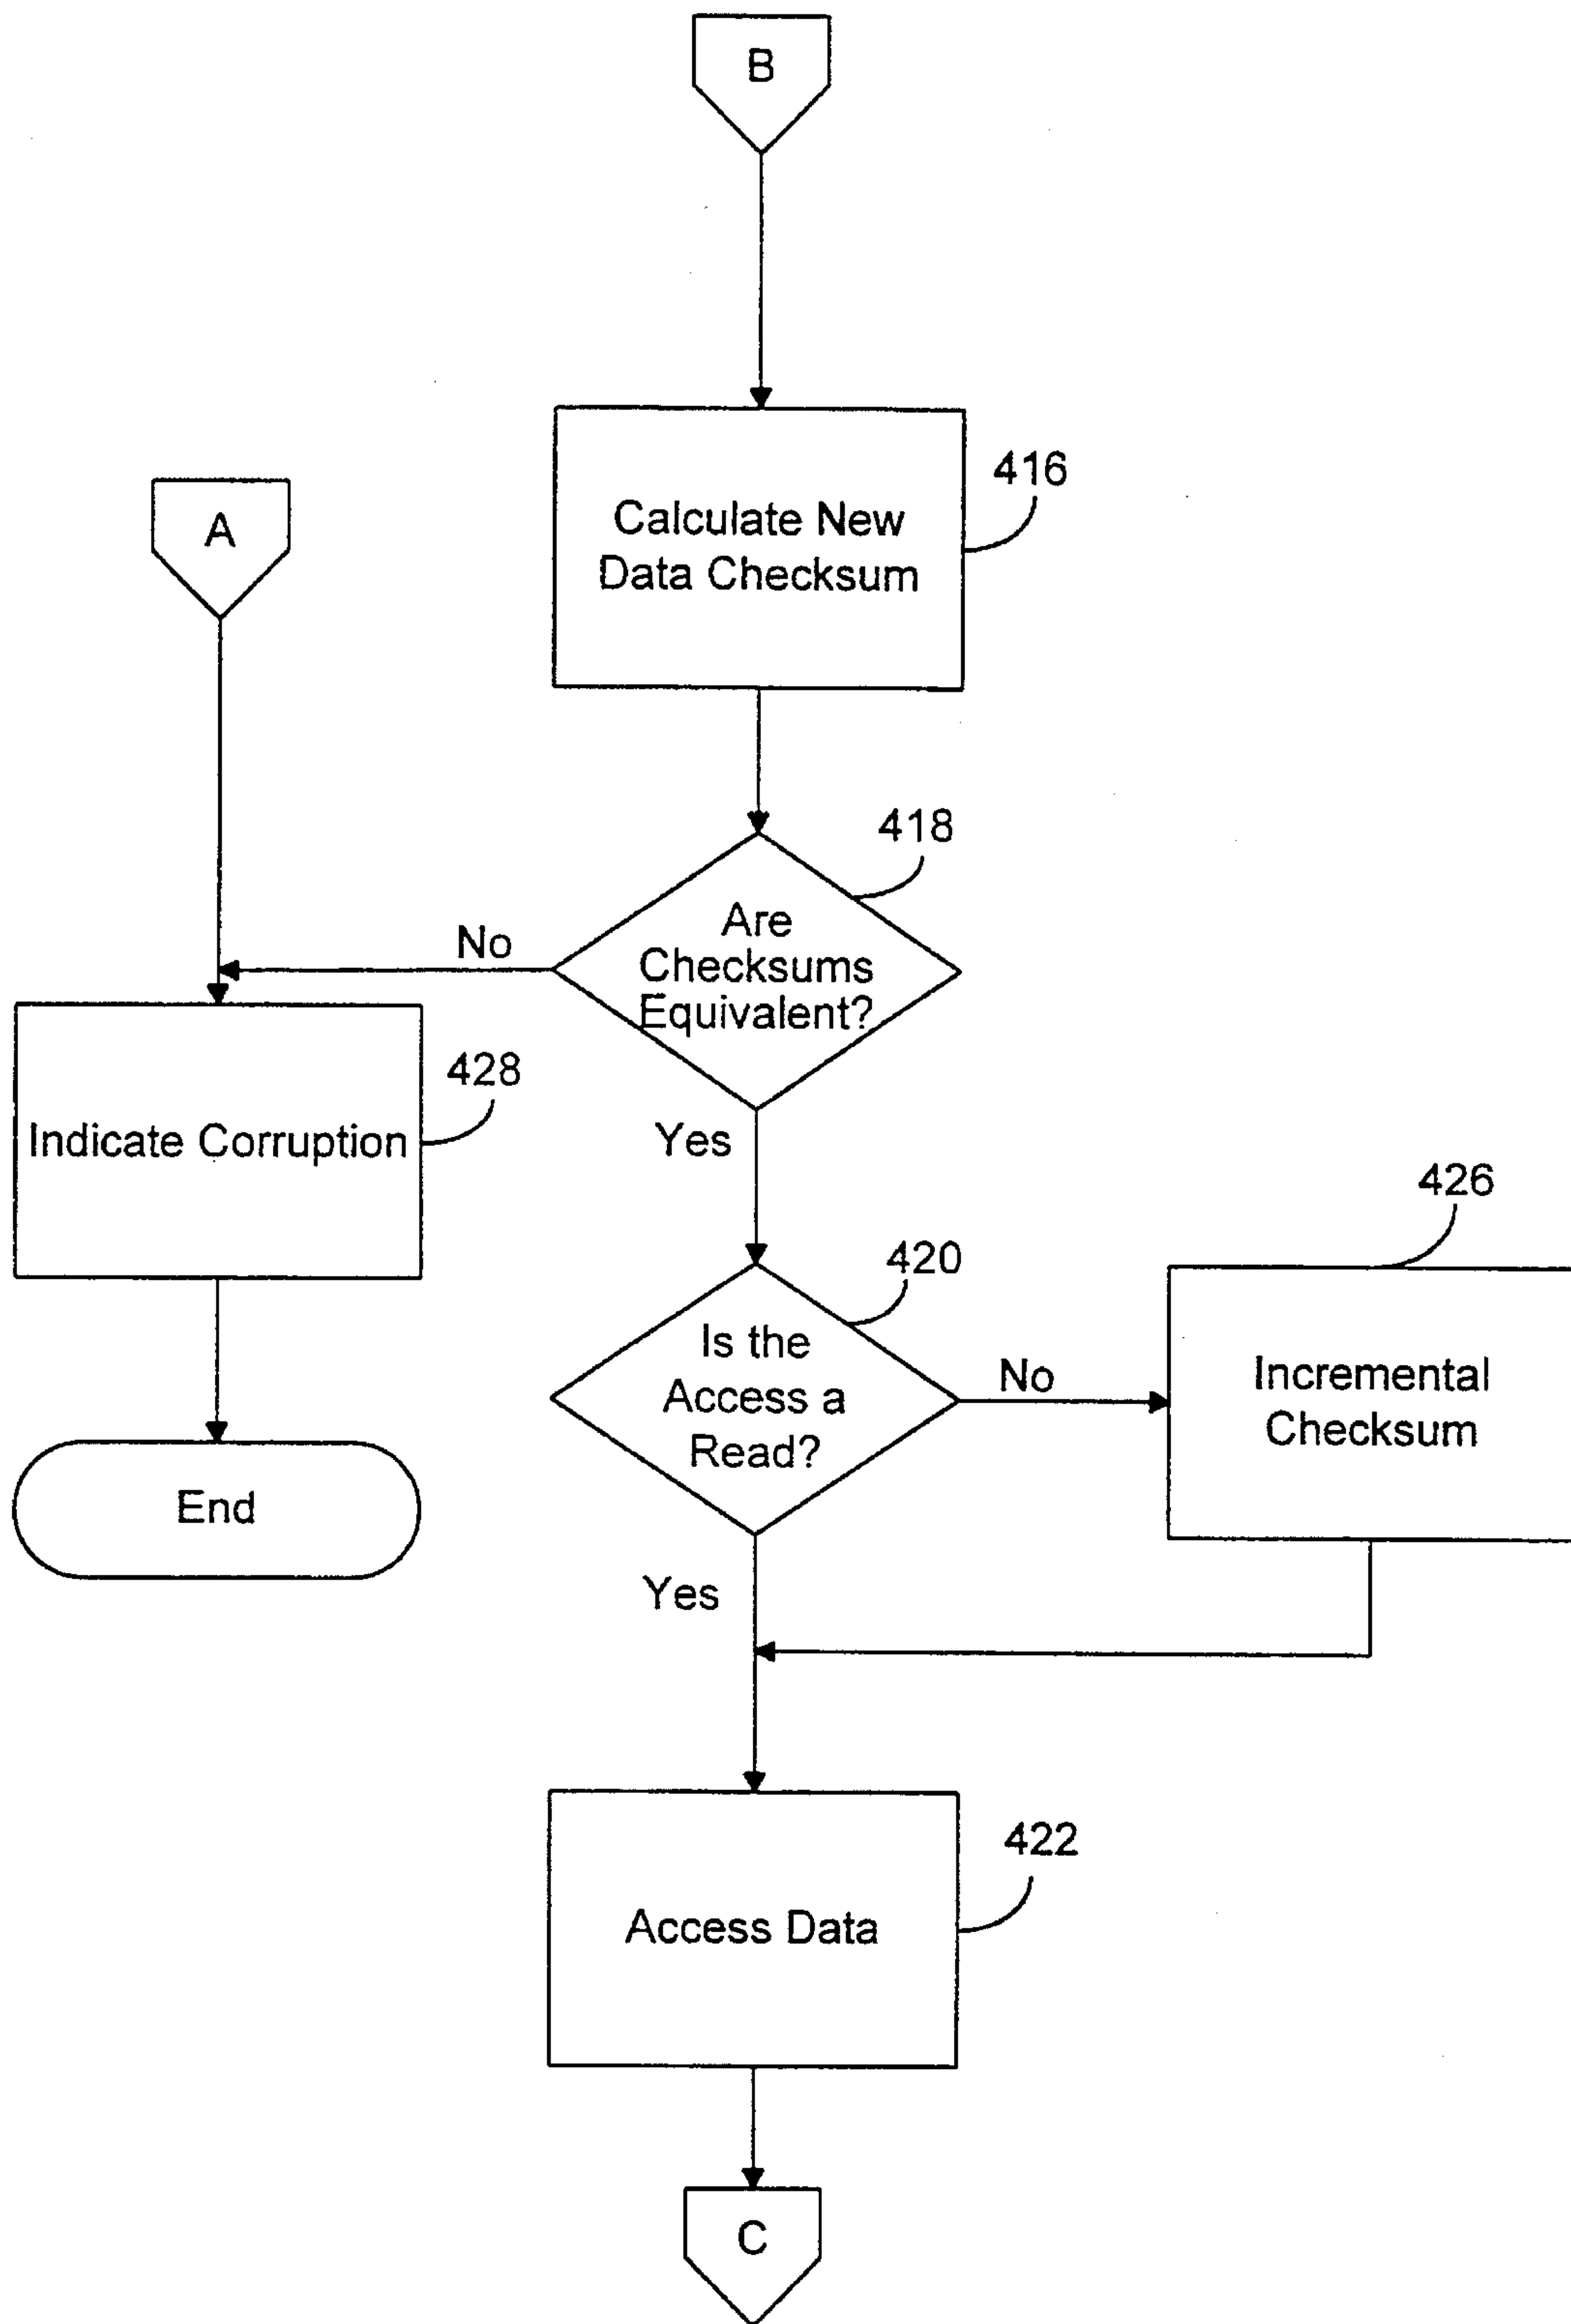 B
416
Calculate New
Data Checksum
A
418
Are
Checksums
Equivalent?
No
428
Indicate Corruption
Yes
426
420
Is the
Access a
Read?
No
Incremental
Checksum
End
Yes
422
Access Data
C